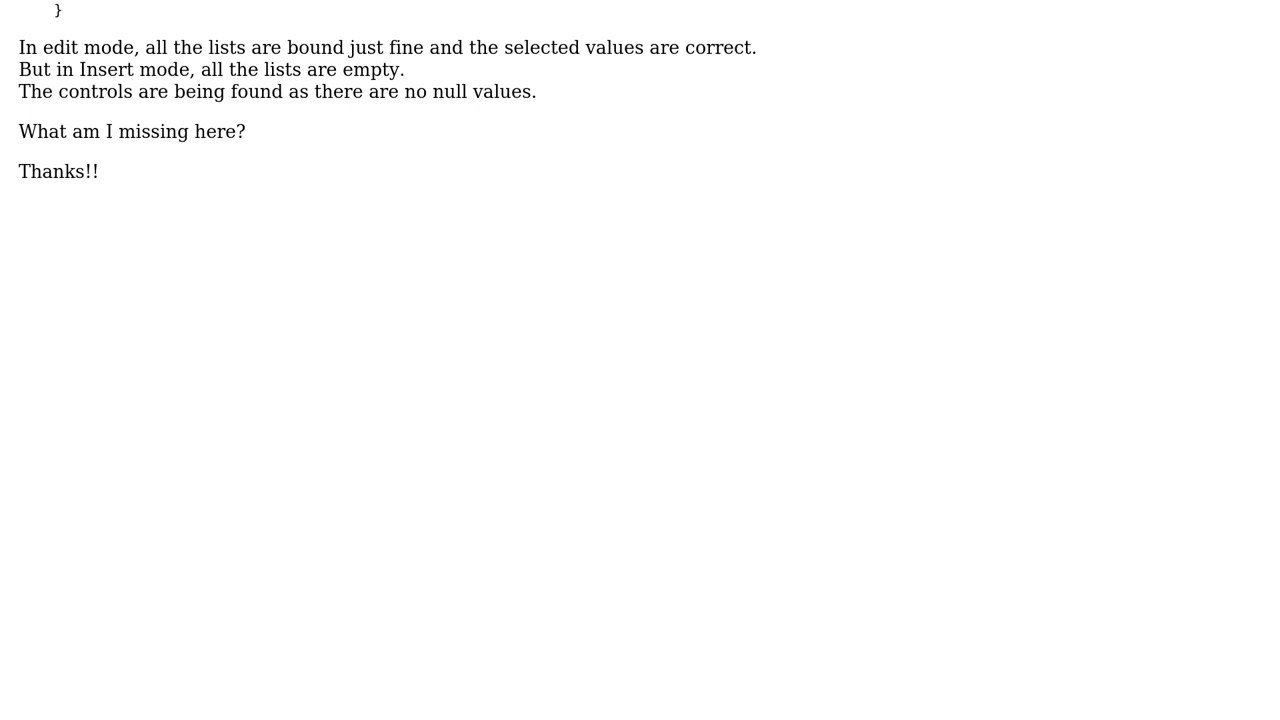 }
In edit mode, all the lists are bound just fine and the selected values are correct.
But in Insert mode, all the lists are empty.
The controls are being found as there are no null values.
What am I missing here?
Thanks!!